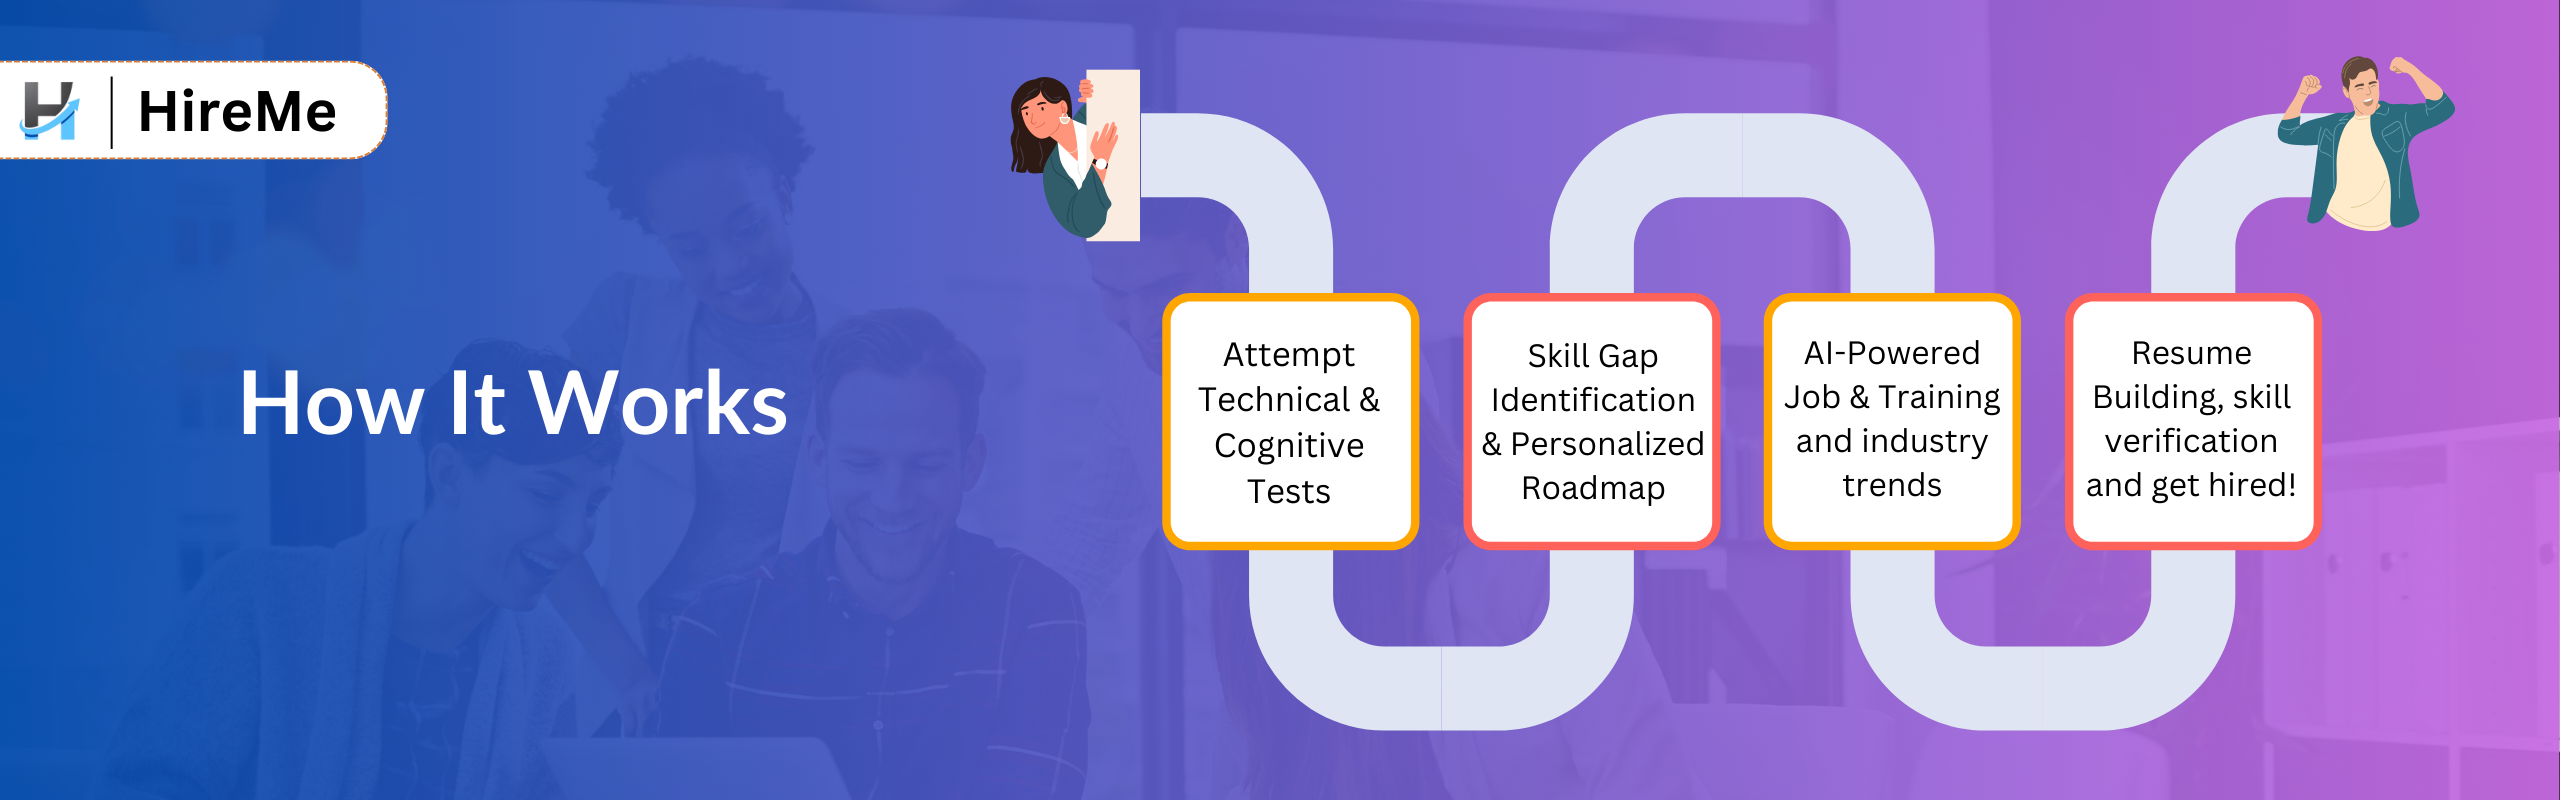 HireMe
How It Works
Attempt
Technical &
Cognitive
Tests
Skill Gap
Identification
& Personalized
Roadmap
AI-Powered
Job & Training
and industry
trends
Resume
Building, skill
verification
and get hired!